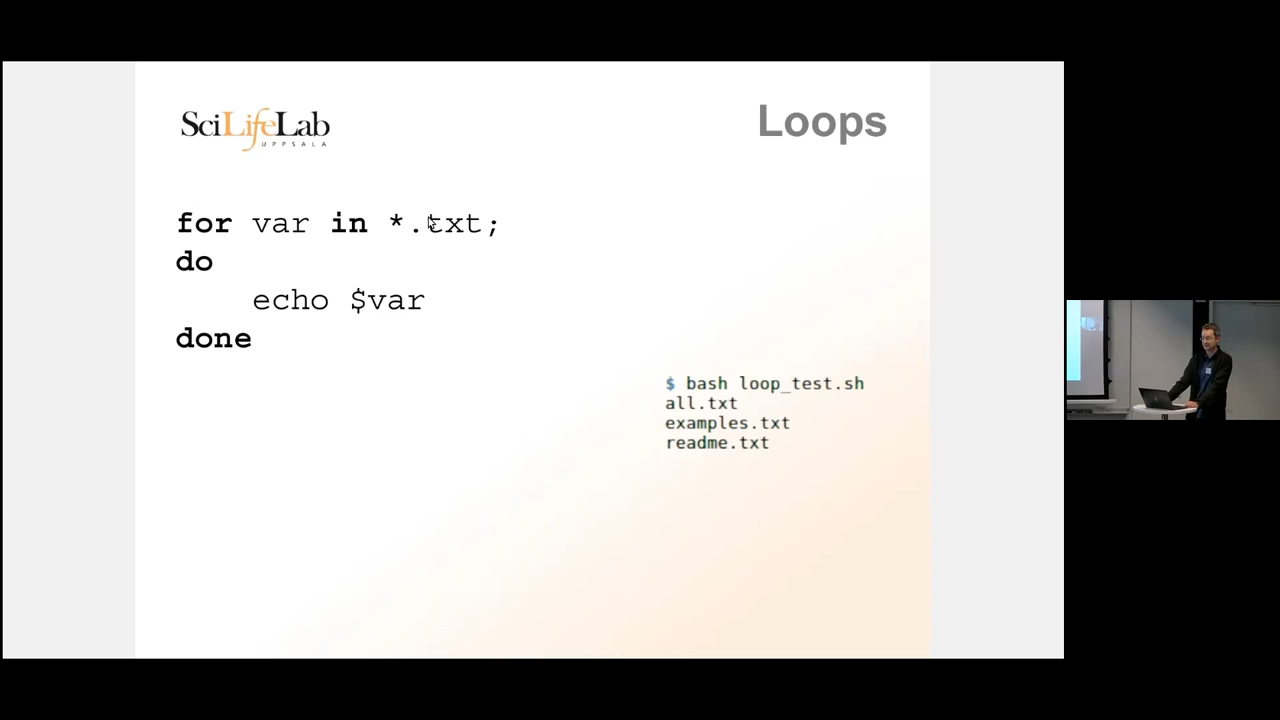 SciLifeLab
UPPSALA
Loops
for var in *.txt;
do
echo $var
done
$ bash loop_test.sh
all.txt
examples.txt
readme.txt